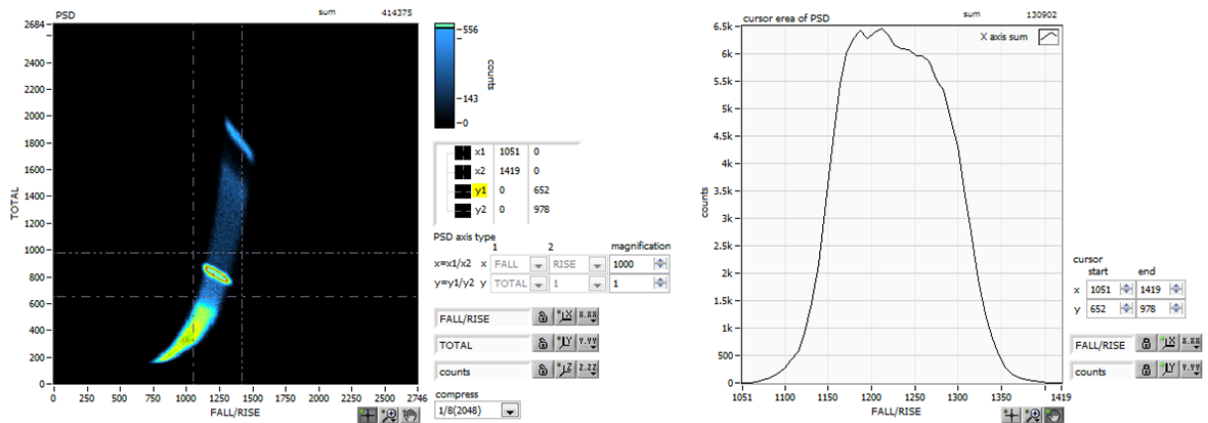 PSD
sum 414375
2684
2400
2200
2000
1800
1600
1400
1200
1000
800
600
400
200
0
TOTAL
0 250 500 750 1000 1250 1500 1750 2000 2250 2500 2746
FALL/RISE
556
143
0
counts
x1 1051 0
x2 1419 0
y1 0 652
y2 0 978
PSD axis type
1 2 magnification
x=x1/x2 x FALL RISE 1000
y=y1/y2 y TOTAL 1 1
FALL/RISE X.XX
TOTAL Y.YY
counts Z.ZZ
compress
1/8(2048)
cursor erea of PSD
sum 130902
X axis sum
6.5k
6k
5.5k
5k
4.5k
4k
3.5k
3k
2.5k
2k
1.5k
1k
500
0
counts
1051 1100 1150 1200 1250 1300 1350 1419
FALL/RISE
cursor
start end
x 1051 1419
y 652 978
FALL/RISE X.XX
counts Y.YY